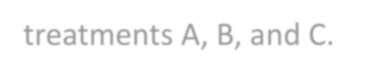 treatments A, B, and C.